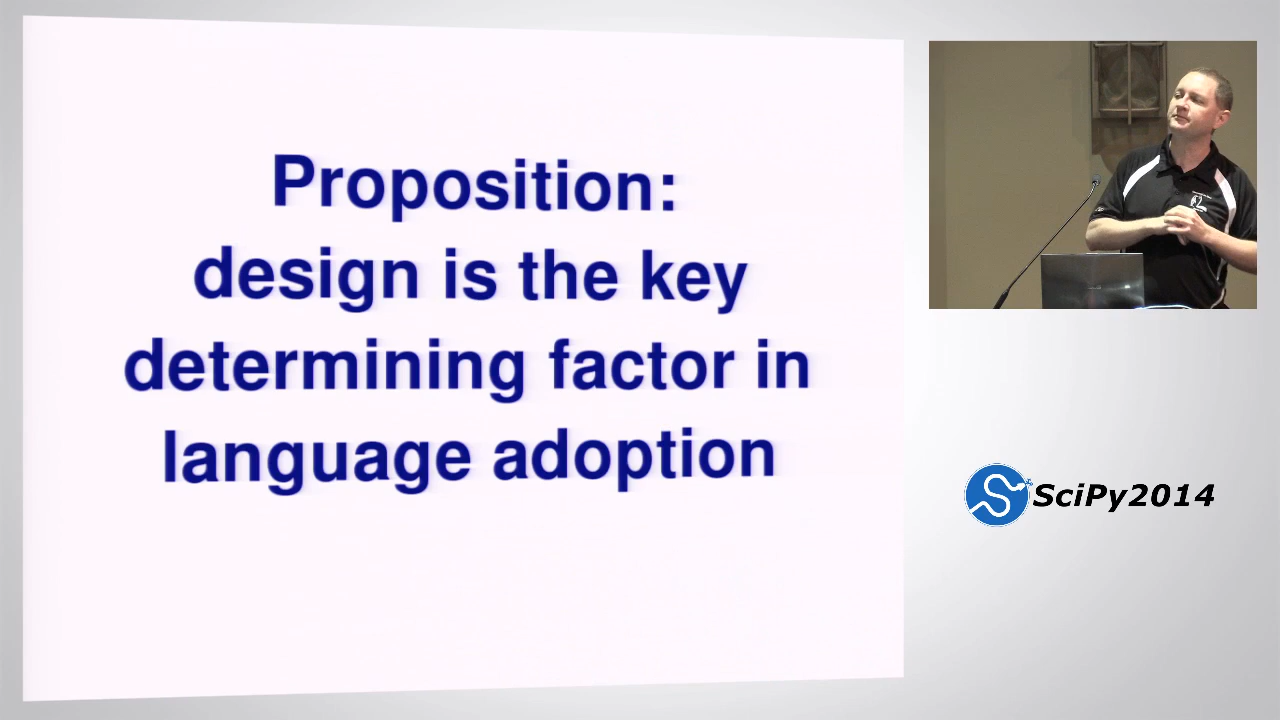 Proposition:
design is the key
determining factor in
language adoption
SciPy2014